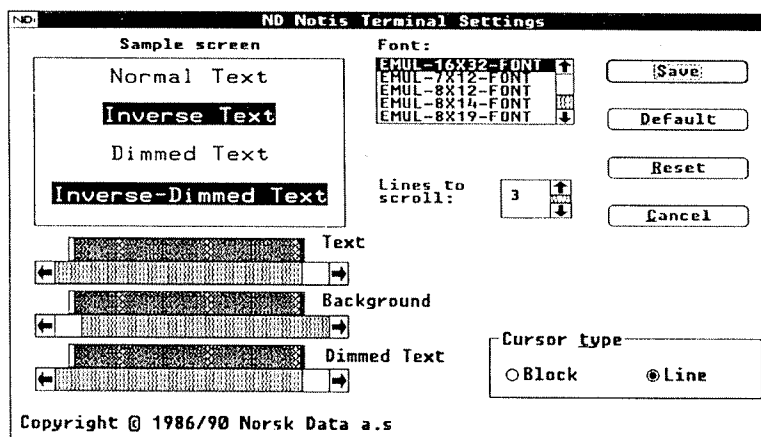 NDi
ND Notis Terminal Settings
Sample screen
Normal Text
Inverse Text
Dimmed Text
Inverse-Dimmed Text
Font:
EMUL-16X32-FONT
EMUL-7X12-FONT
EMUL-8X12-FONT
EMUL-8X14-FONT
EMUL-8X19-FONT
Save
Default
Reset
Cancel
Lines to
scroll:
3
Text
Background
Dimmed Text
Cursor type
Block
Line
Copyright © 1986/90 Norsk Data a.s